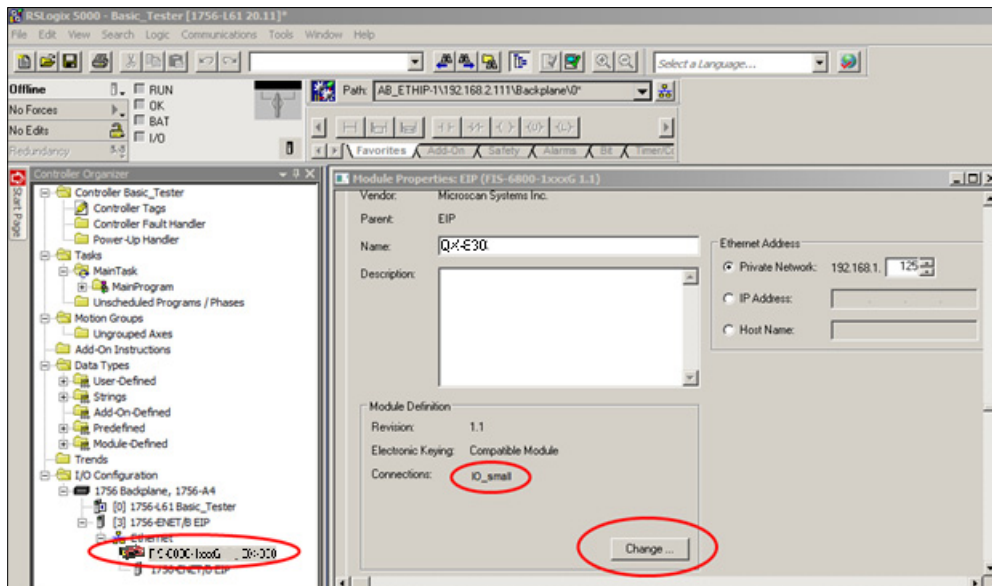 RSLogix 5000 - Basic_Tester [1756-L61 20.11]*
File Edit View Search Logic Communications Tools Window Help
Select a Language...
Offline
RUN
No Forces
OK
BAT
No Edits
I/O
Redundancy
Path: AB_ETHIP-1\192.168.2.111\Backplane\0*
Favorites Add-On Safety Alarms Bit Timer/C
Start Page
Controller Organizer
Controller Basic_Tester
Controller Tags
Controller Fault Handler
Power-Up Handler
Tasks
MainTask
MainProgram
Unscheduled Programs / Phases
Motion Groups
Ungrouped Axes
Add-On Instructions
Data Types
User-Defined
Strings
Add-On-Defined
Predefined
Module-Defined
Trends
I/O Configuration
1756 Backplane, 1756-A4
[0] 1756-L61 Basic_Tester
[3] 1756-ENET/B EIP
Ethernet
1756-ENET/B EIP
Module Properties: EIP (FIS-6800-1xxxG 1.1)
Vendor: Microscan Systems Inc.
Parent: EIP
Name: QX-830
Description:
Ethernet Address
Private Network: 192.168.1. 125
IP Address:
Host Name:
Module Definition
Revision: 1.1
Electronic Keying: Compatible Module
Connections: IO_small
Change ...